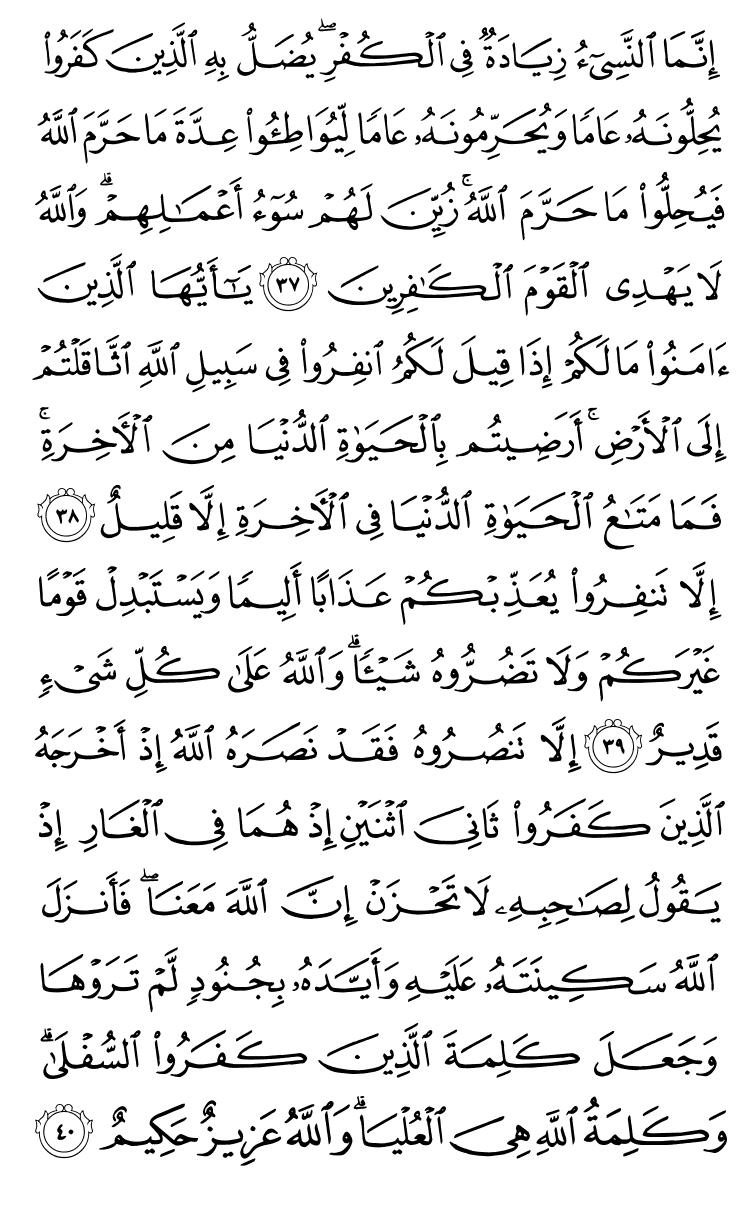 إِنَّمَا ٱلنَّسِىٓءُ زِيَادَةٌ فِى ٱلْكُفْرِ ۖ يُضَلُّ بِهِ ٱلَّذِينَ كَفَرُوا۟
يُحِلُّونَهُۥ عَامًا وَيُحَرِّمُونَهُۥ عَامًا لِّيُوَاطِـُٔوا۟ عِدَّةَ مَا حَرَّمَ ٱللَّهُ
فَيُحِلُّوا۟ مَا حَرَّمَ ٱللَّهُ ۚ زُيِّنَ لَهُمْ سُوٓءُ أَعْمَـٰلِهِمْ ۗ وَٱللَّهُ
لَا يَهْدِى ٱلْقَوْمَ ٱلْكَـٰفِرِينَ ٣٧ يَـٰٓأَيُّهَا ٱلَّذِينَ
ءَامَنُوا۟ مَا لَكُمْ إِذَا قِيلَ لَكُمُ ٱنفِرُوا۟ فِى سَبِيلِ ٱللَّهِ ٱثَّاقَلْتُمْ
إِلَى ٱلْأَرْضِ ۚ أَرَضِيتُم بِٱلْحَيَوٰةِ ٱلدُّنْيَا مِنَ ٱلْـَٔاخِرَةِ ۚ
فَمَا مَتَـٰعُ ٱلْحَيَوٰةِ ٱلدُّنْيَا فِى ٱلْـَٔاخِرَةِ إِلَّا قَلِيلٌ ٣٨
إِلَّا تَنفِرُوا۟ يُعَذِّبْكُمْ عَذَابًا أَلِيمًا وَيَسْتَبْدِلْ قَوْمًا
غَيْرَكُمْ وَلَا تَضُرُّوهُ شَيْـًٔا ۗ وَٱللَّهُ عَلَىٰ كُلِّ شَىْءٍ
قَدِيرٌ ٣٩ إِلَّا تَنصُرُوهُ فَقَدْ نَصَرَهُ ٱللَّهُ إِذْ أَخْرَجَهُ
ٱلَّذِينَ كَفَرُوا۟ ثَانِىَ ٱثْنَيْنِ إِذْ هُمَا فِى ٱلْغَارِ إِذْ
يَقُولُ لِصَـٰحِبِهِۦ لَا تَحْزَنْ إِنَّ ٱللَّهَ مَعَنَا ۖ فَأَنزَلَ
ٱللَّهُ سَكِينَتَهُۥ عَلَيْهِ وَأَيَّدَهُۥ بِجُنُودٍ لَّمْ تَرَوْهَا
وَجَعَلَ كَلِمَةَ ٱلَّذِينَ كَفَرُوا۟ ٱلسُّفْلَىٰ ۗ
وَكَلِمَةُ ٱللَّهِ هِىَ ٱلْعُلْيَا ۗ وَٱللَّهُ عَزِيزٌ حَكِيمٌ ٤٠